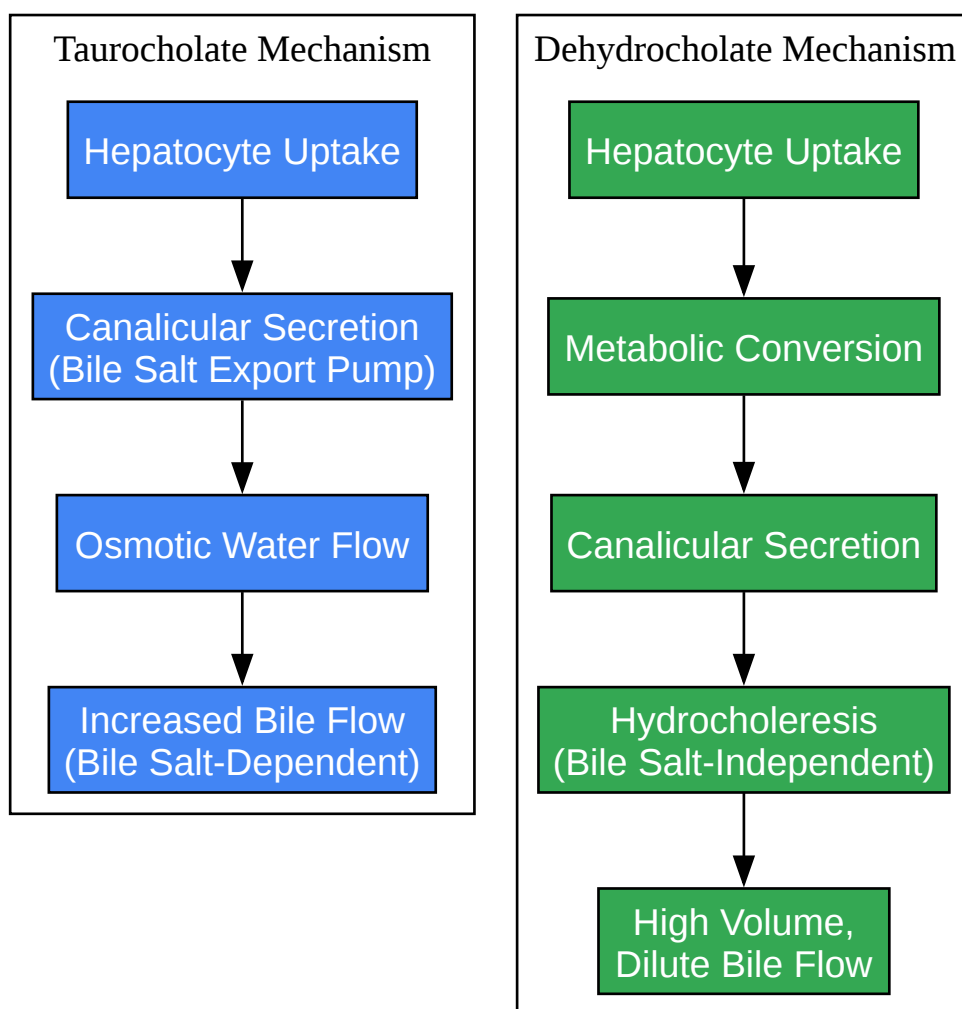 Taurocholate Mechanism
Hepatocyte Uptake
Canalicular Secretion
(Bile Salt Export Pump)
Osmotic Water Flow
Increased Bile Flow
(Bile Salt-Dependent)
Dehydrocholate Mechanism
Hepatocyte Uptake
Metabolic Conversion
Canalicular Secretion
Hydrocholeresis
(Bile Salt-Independent)
High Volume,
Dilute Bile Flow